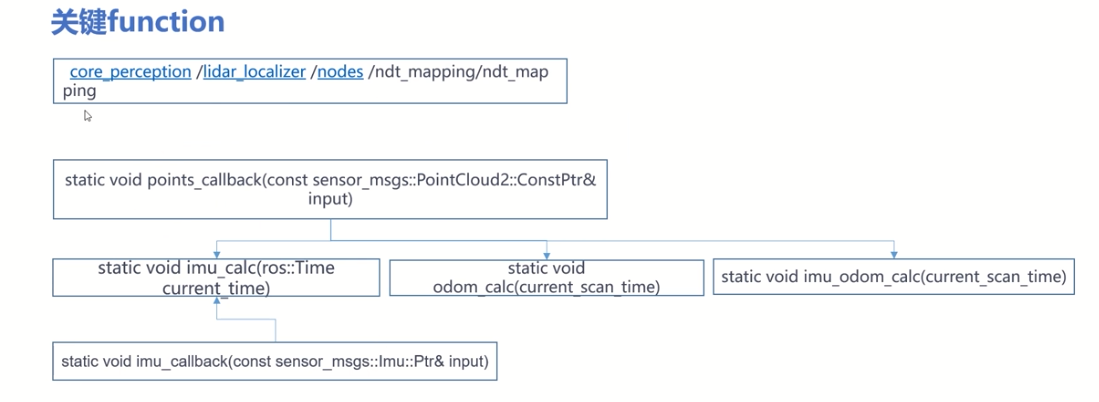 关键function
core_perception /lidar_localizer /nodes /ndt_mapping/ndt_map
ping
static void points_callback(const sensor_msgs::PointCloud2::ConstPtr&
input)
static void imu_calc(ros::Time
current_time)
static void
odom_calc(current_scan_time)
static void imu_odom_calc(current_scan_time)
static void imu_callback(const sensor_msgs::Imu::Ptr& input)